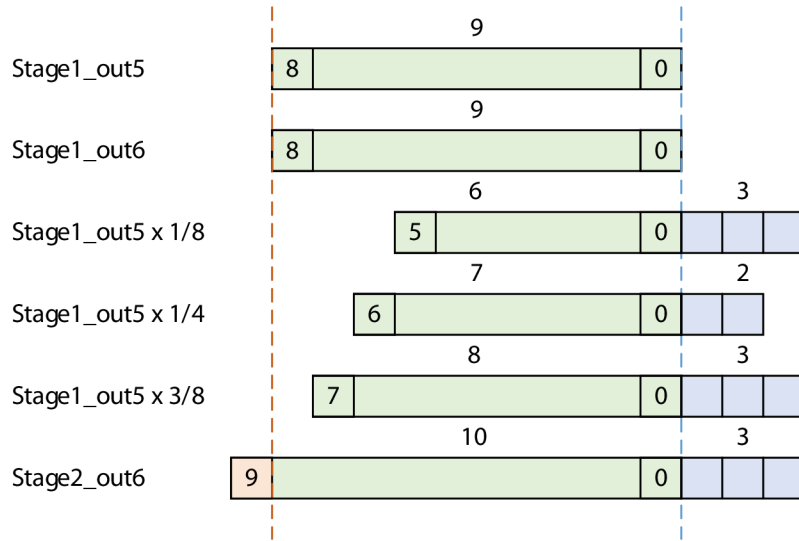 9
Stage1_out5 8 0
9
Stage1_out6 8 0
6 3
Stage1_out5 x 1/8 5 0
7 2
Stage1_out5 x 1/4 6 0
8 3
Stage1_out5 x 3/8 7 0
10 3
Stage2_out6 9 0